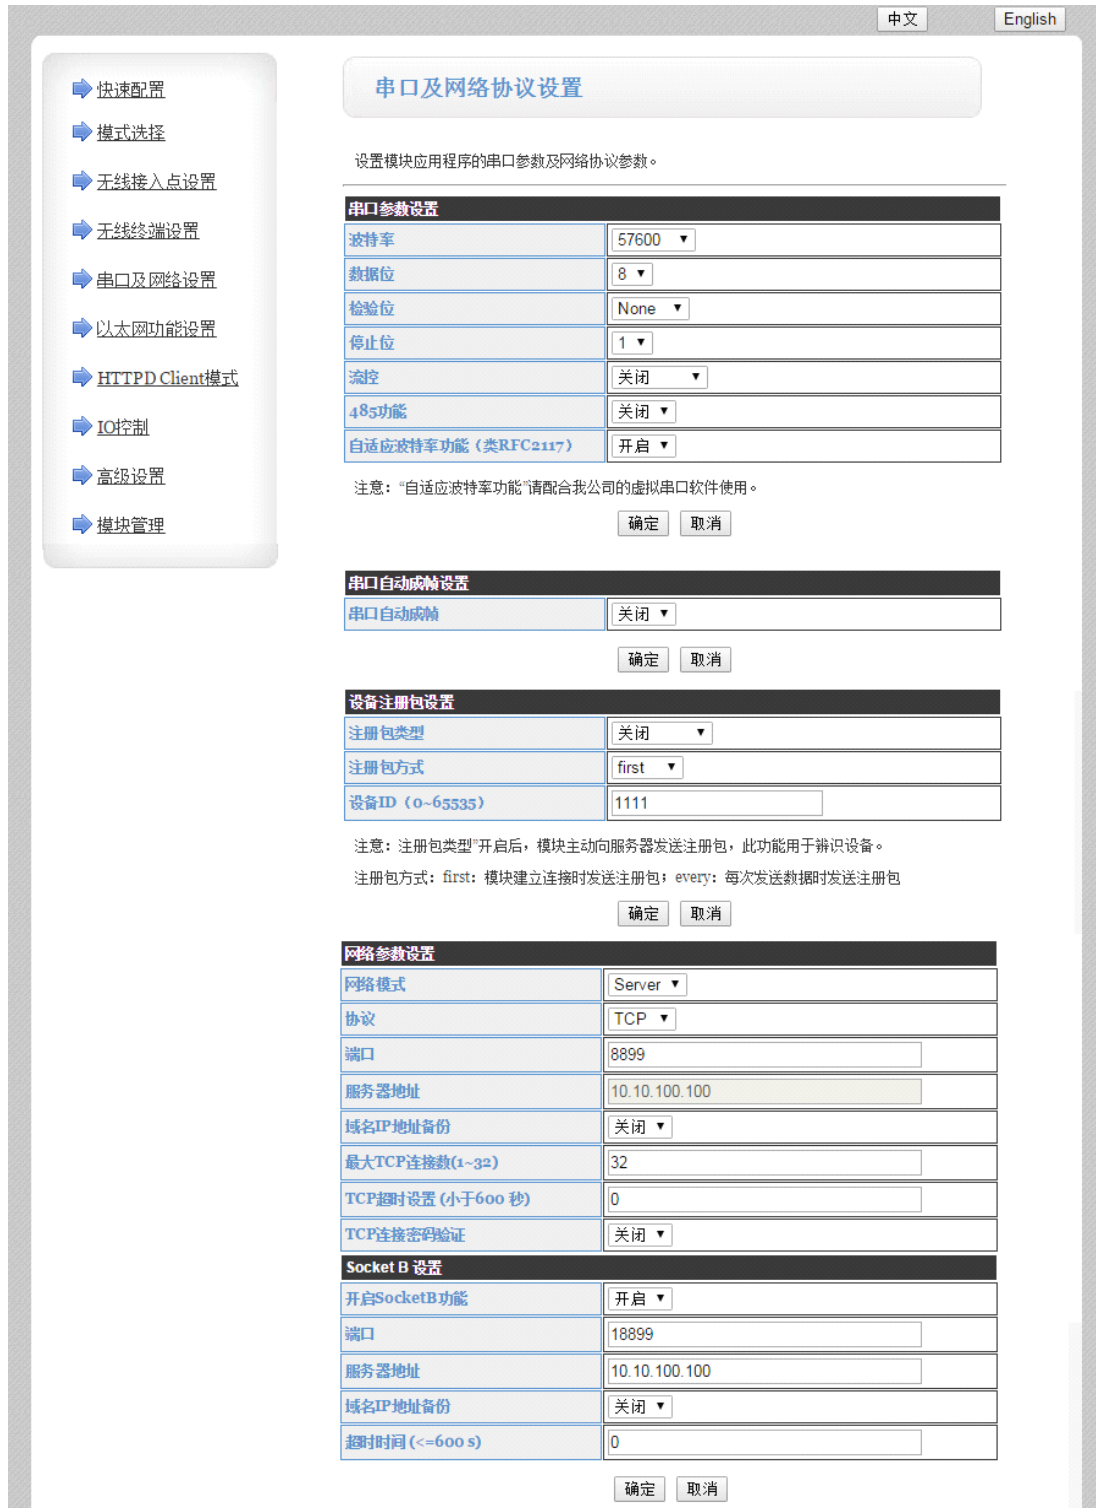 中文 English
快速配置
模式选择
无线接入点设置
无线终端设置
串口及网络设置
以太网功能设置
HTTPD Client模式
IO控制
高级设置
模块管理
串口及网络协议设置
设置模块应用程序的串口参数及网络协议参数。
串口参数设置
波特率 57600
数据位 8
检验位 None
停止位 1
流控 关闭
485功能 关闭
自适应波特率功能（类RFC2117） 开启
注意：“自适应波特率功能”请配合我公司的虚拟串口软件使用。
确定 取消
串口自动成帧设置
串口自动成帧 关闭
确定 取消
设备注册包设置
注册包类型 关闭
注册包方式 first
设备ID（0~65535） 1111
注意：注册包类型”开启后，模块主动向服务器发送注册包，此功能用于辨识设备。
注册包方式：first：模块建立连接时发送注册包；every：每次发送数据时发送注册包
确定 取消
网络参数设置
网络模式 Server
协议 TCP
端口 8899
服务器地址 10.10.100.100
域名IP地址备份 关闭
最大TCP连接数(1~32) 32
TCP超时设置 (小于600 秒) 0
TCP连接密码验证 关闭
Socket B 设置
开启SocketB功能 开启
端口 18899
服务器地址 10.10.100.100
域名IP地址备份 关闭
超时时间 (<=600 s) 0
确定 取消